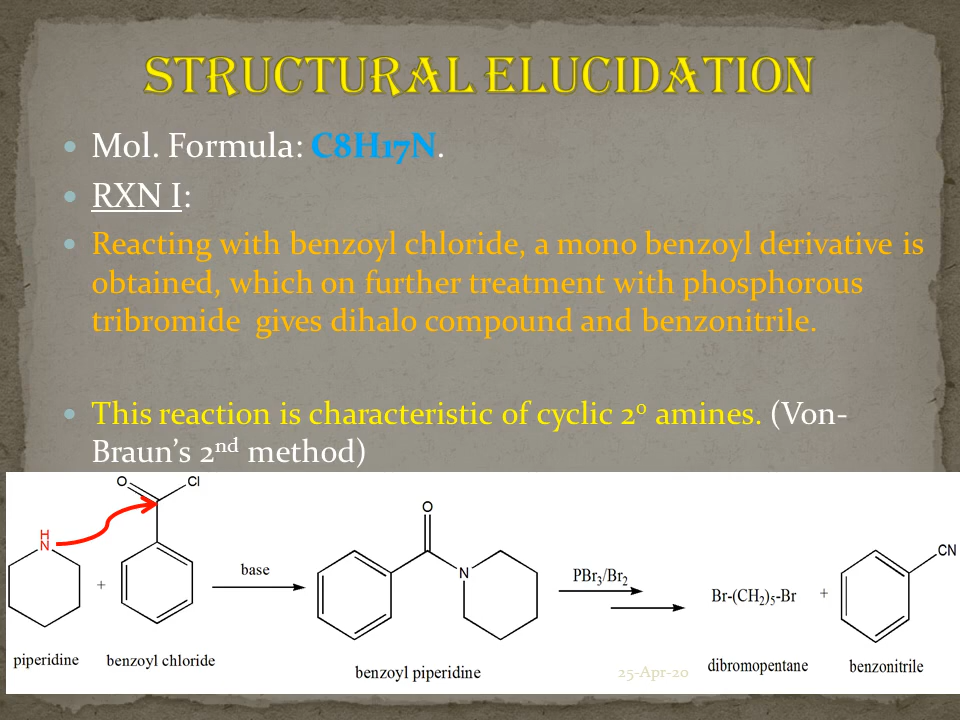 STRUCTURAL ELUCIDATION
• Mol. Formula: C8H17N.
• RXN I:
• Reacting with benzoyl chloride, a mono benzoyl derivative is
obtained, which on further treatment with phosphorous
tribromide gives dihalo compound and benzonitrile.
• This reaction is characteristic of cyclic 2⁰ amines. (Von-
Braun’s 2nd method)
O Cl
H
N
+
base
O
N
PBr3/Br2
Br-(CH2)5-Br
+
CN
piperidine
benzoyl chloride
benzoyl piperidine
25-Apr-20
dibromopentane
benzonitrile